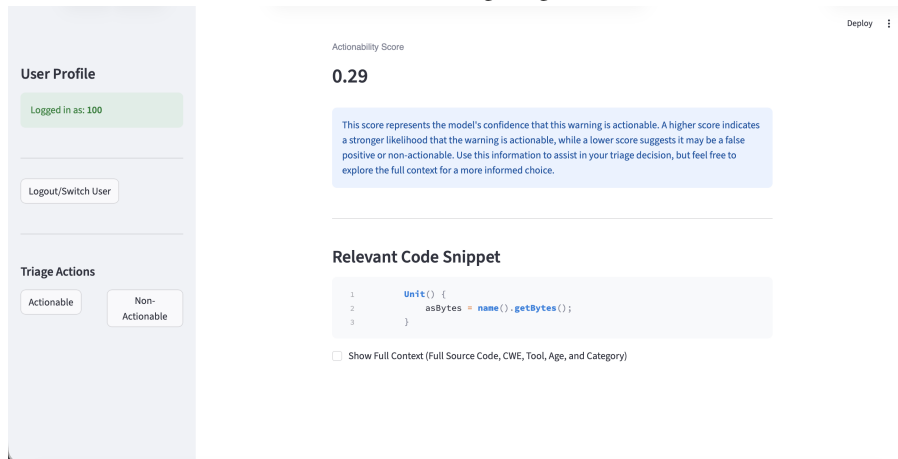 Deploy
User Profile
Logged in as: 100
Logout/Switch User
Triage Actions
Actionable
Non-
Actionable
Actionability Score
0.29
This score represents the model's confidence that this warning is actionable. A higher score indicates
a stronger likelihood that the warning is actionable, while a lower score suggests it may be a false
positive or non-actionable. Use this information to assist in your triage decision, but feel free to
explore the full context for a more informed choice.
Relevant Code Snippet
1 Unit() {
2 asBytes = name().getBytes();
3 }
Show Full Context (Full Source Code, CWE, Tool, Age, and Category)